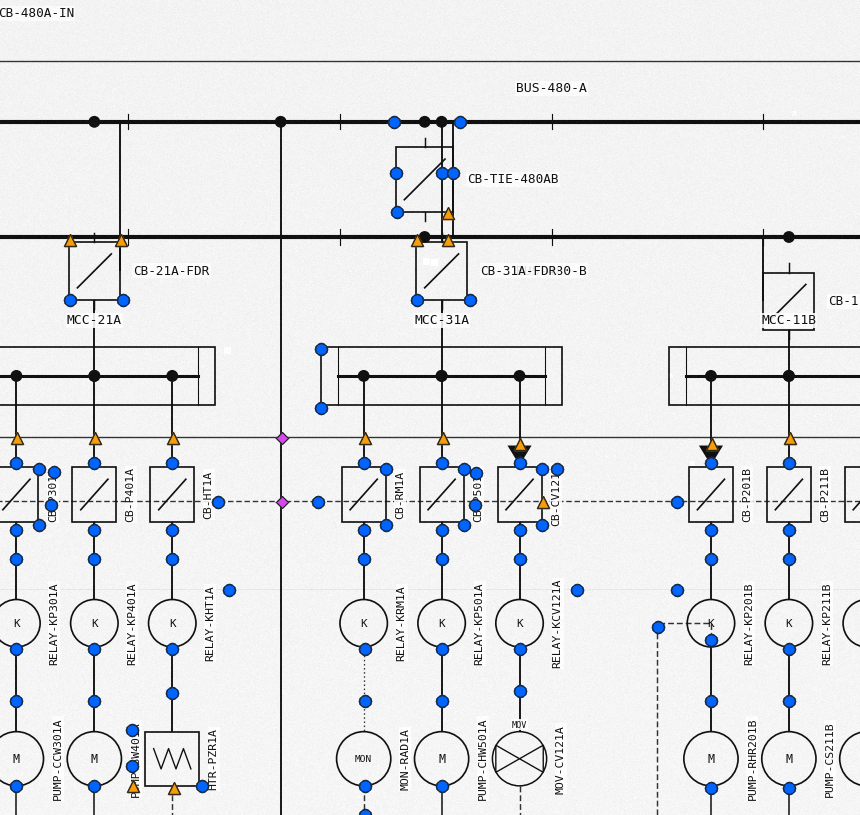 CB-480A-IN
BUS-480-A
CB-TIE-480AB
CB-21A-FDR
CB-31A-FDR
80-B
CB-1
MCC-21A
MCC-31A
MCC-11B
CB-P401A
CB-HT1A
CB-RM1A
CB-P201B
CB-P211B
RELAY-KP301A
RELAY-KP401A
RELAY-KHT1A
RELAY-KRM1A
RELAY-KP501A
RELAY-KCV121A
RELAY-KP201B
RELAY-KP211B
K
K
K
K
K
K
K
K
PUMP-CCW301A
HTR-PZR1A
MON-RAD1A
PUMP-CHW501A
MOV-CV121A
PUMP-RHR201B
PUMP-CS211B
MOV
M
M
MON
M
M
M